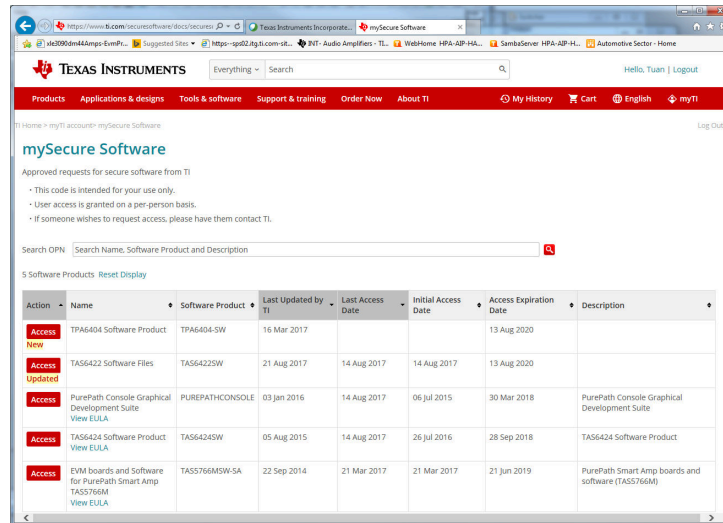 https://www.ti.com/securesoftware/docs/securesi
Texas Instruments Incorporate...
mySecure Software
xle3090dm44Amps-EvmPr...
Suggested Sites
https--sps02.itg.ti.com-sit...
INT- Audio Amplifiers - TI...
WebHome HPA-AIP-HA...
SambaServer HPA-AIP-H...
Automotive Sector - Home
TEXAS INSTRUMENTS
Everything
Search
Hello, Tuan | Logout
Products Applications & designs Tools & software Support & training Order Now About TI My History Cart English myTI
TI Home > myTI account> mySecure Software
Log Out
mySecure Software
Approved requests for secure software from TI
• This code is intended for your use only.
• User access is granted on a per-person basis.
• If someone wishes to request access, please have them contact TI.
Search OPN Search Name, Software Product and Description
5 Software Products Reset Display
Action Name Software Product Last Updated by TI Last Access Date Initial Access Date Access Expiration Date Description
Access New TPA6404 Software Product TPA6404-SW 16 Mar 2017 13 Aug 2020
Access Updated TAS6422 Software Files TAS6422SW 21 Aug 2017 14 Aug 2017 14 Aug 2017 13 Aug 2020
Access PurePath Console Graphical Development Suite PUREPATHCONSOLE 03 Jan 2016 14 Aug 2017 06 Jul 2015 30 Mar 2018 PurePath Console Graphical Development Suite
View EULA
Access TAS6424 Software Product TAS6424SW 05 Aug 2015 14 Aug 2017 26 Jul 2016 28 Sep 2018 TAS6424 Software Product
View EULA
Access EVM boards and Software for PurePath Smart Amp TAS5766M TAS5766MSW-SA 22 Sep 2014 21 Mar 2017 21 Mar 2017 21 Jun 2019 PurePath Smart Amp boards and software (TAS5766M)
View EULA